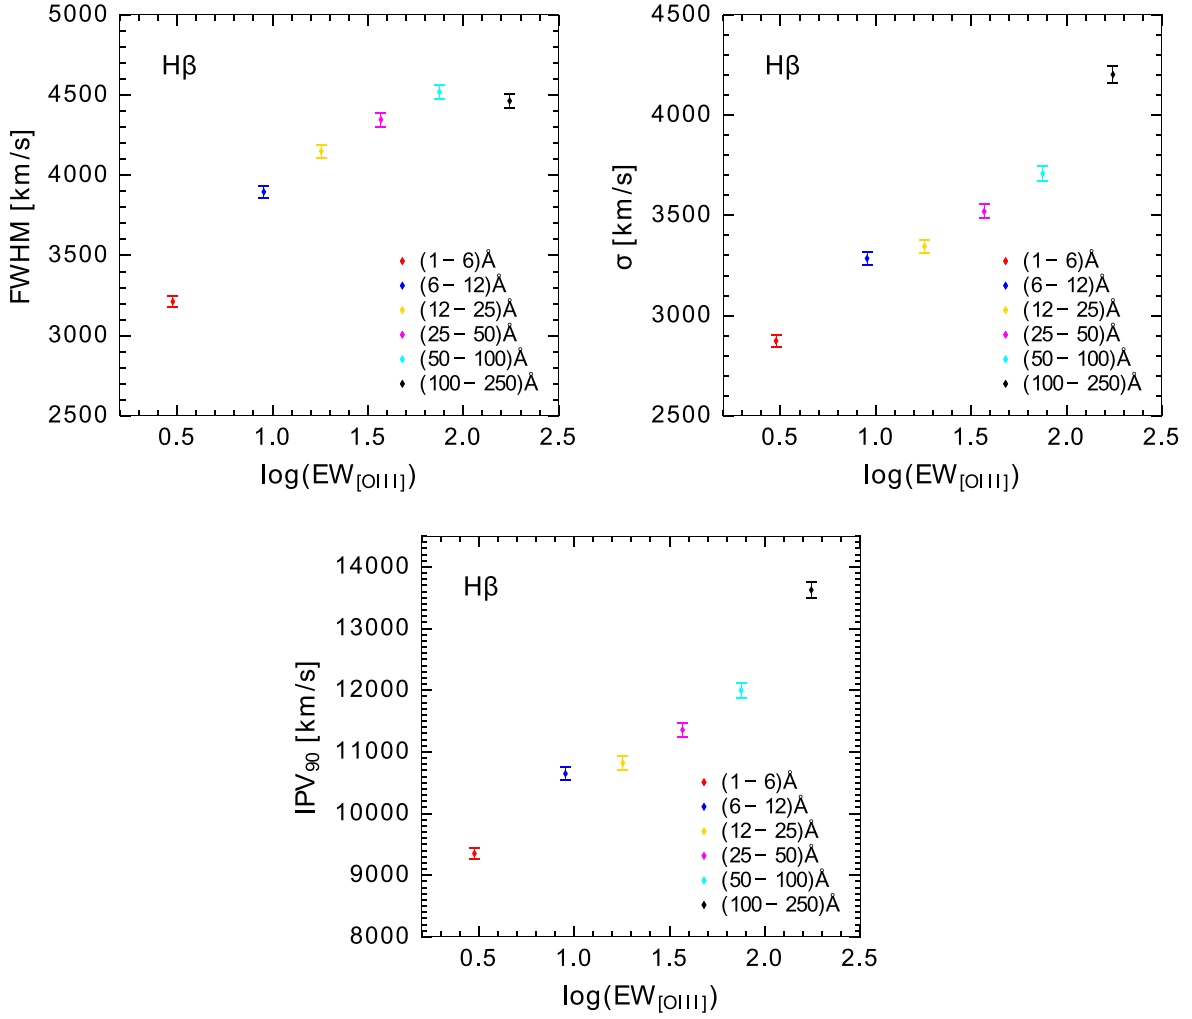 5000
4500
4000
3500
3000
2500
FWHM [km/s]
Hβ
(1 – 6)Å
(6 – 12)Å
(12 – 25)Å
(25 – 50)Å
(50 – 100)Å
(100 – 250)Å
0.5 1.0 1.5 2.0 2.5
log(EW[OIII])
4500
4000
3500
3000
2500
σ [km/s]
Hβ
(1 – 6)Å
(6 – 12)Å
(12 – 25)Å
(25 – 50)Å
(50 – 100)Å
(100 – 250)Å
0.5 1.0 1.5 2.0 2.5
log(EW[OIII])
14000
13000
12000
11000
10000
9000
8000
IPV90 [km/s]
Hβ
(1 – 6)Å
(6 – 12)Å
(12 – 25)Å
(25 – 50)Å
(50 – 100)Å
(100 – 250)Å
0.5 1.0 1.5 2.0 2.5
log(EW[OIII])